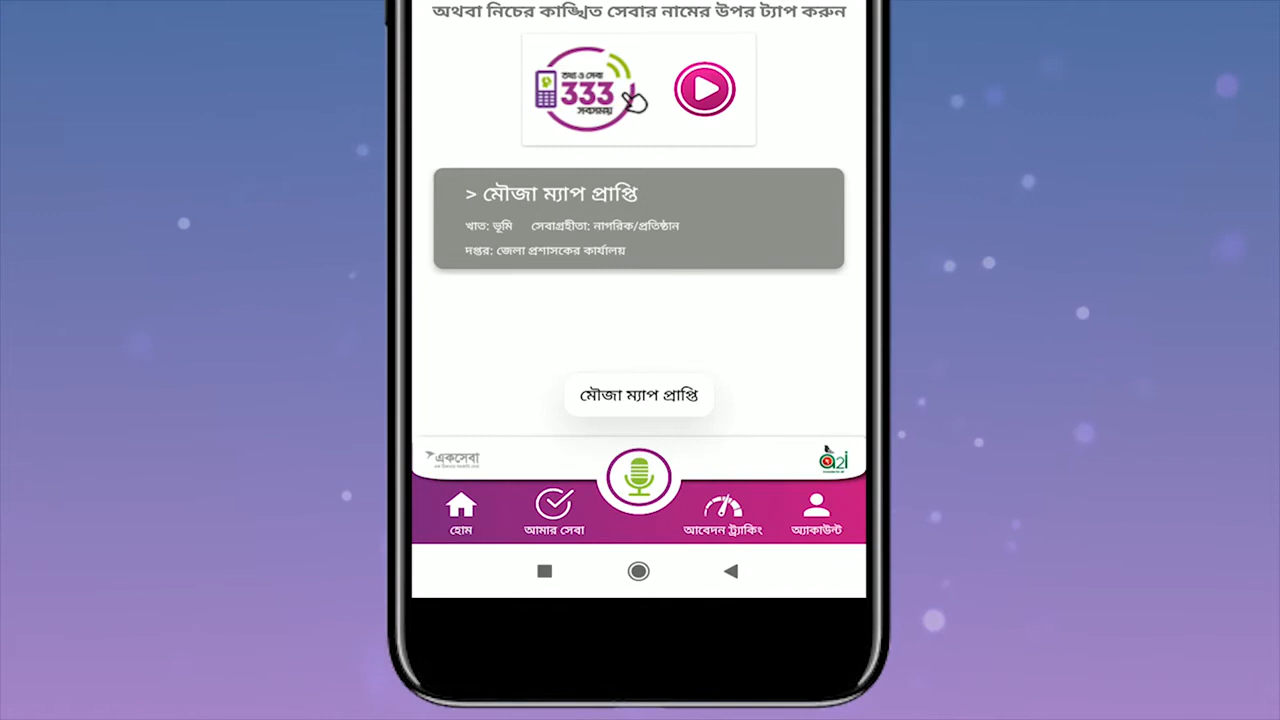 অথবা নিচের কাঙ্খিত সেবার নামের উপর ট্যাপ করুন
তথ্য ও সেবা
333
সবসময়
> মৌজা ম্যাপ প্রাপ্তি
খাত: ভূমি সেবাগ্রহীতা: নাগরিক/প্রতিষ্ঠান
দপ্তর: জেলা প্রশাসকের কার্যালয়
মৌজা ম্যাপ প্রাপ্তি
একসেবা
a2i
হোম আমার সেবা আবেদন ট্র্যাকিং অ্যাকাউন্ট